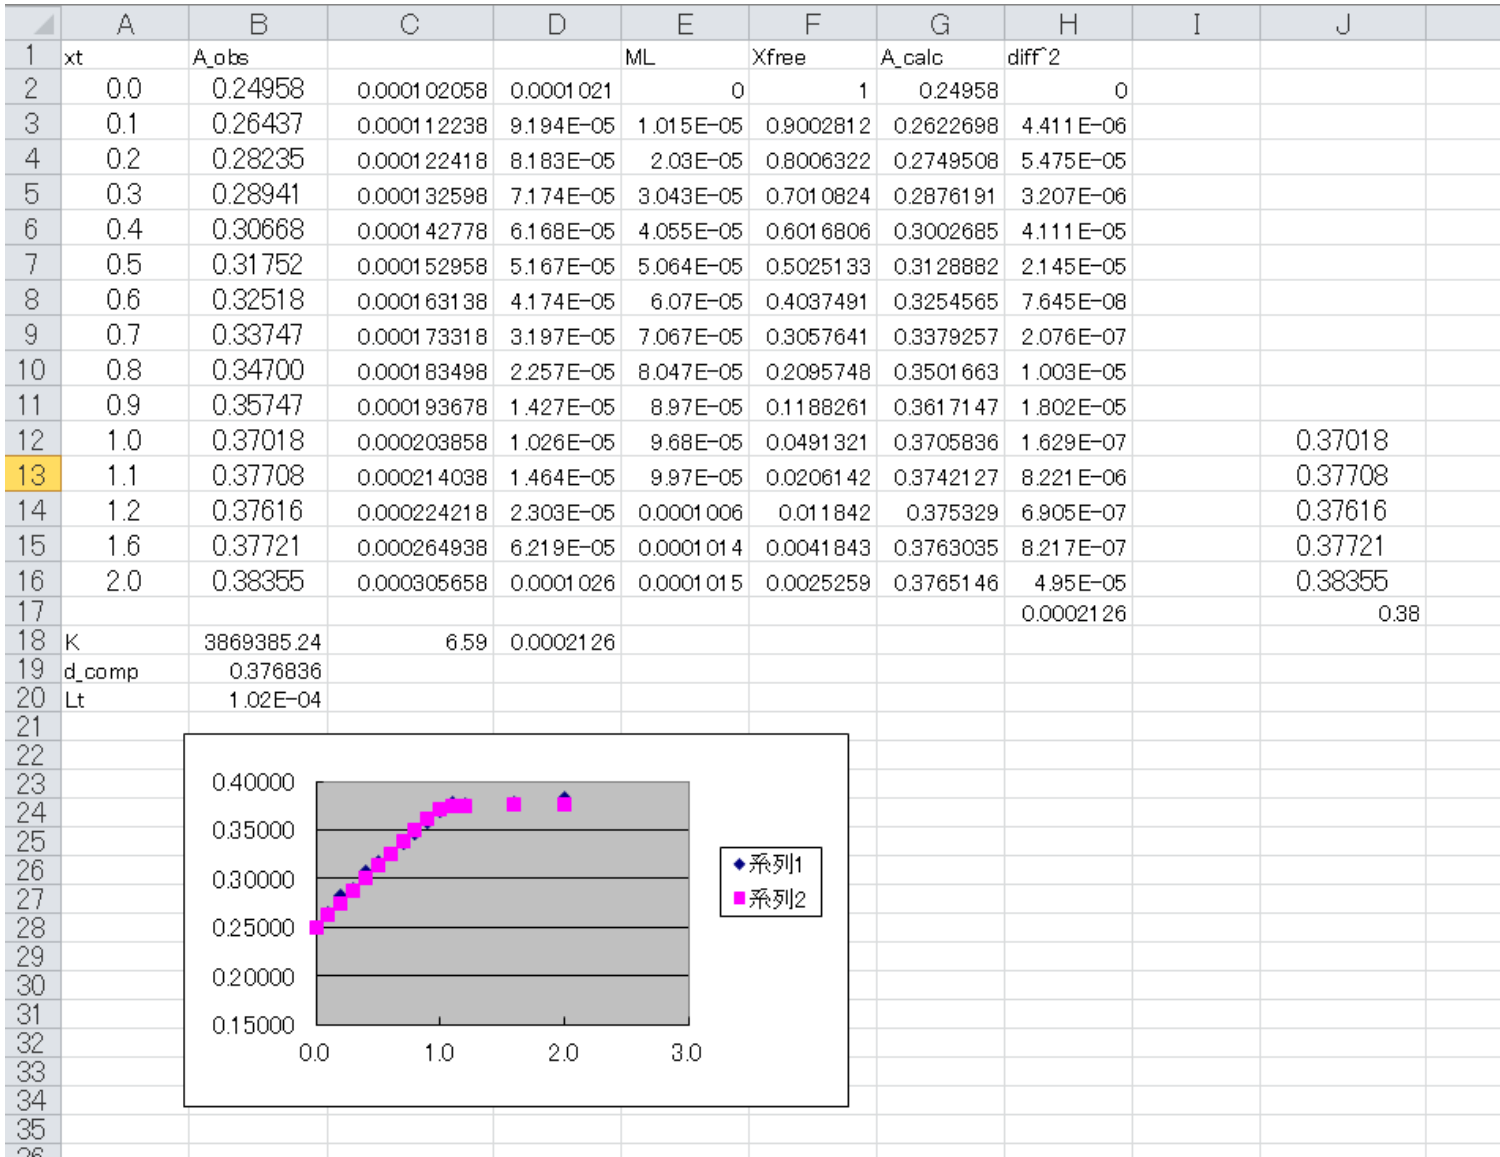 A B C D E F G H I J
1 xt A_obs ML Xfree A_calc diff^2
2 0.0 0.24958 0.000102058 0.0001021 0 1 0.24958 0
3 0.1 0.26437 0.000112238 9.194E-05 1.015E-05 0.9002812 0.2622698 4.411E-06
4 0.2 0.28235 0.000122418 8.183E-05 2.03E-05 0.8006322 0.2749508 5.475E-05
5 0.3 0.28941 0.000132598 7.174E-05 3.043E-05 0.7010824 0.2876191 3.207E-06
6 0.4 0.30668 0.000142778 6.168E-05 4.055E-05 0.6016806 0.3002685 4.111E-05
7 0.5 0.31752 0.000152958 5.167E-05 5.064E-05 0.5025133 0.3128882 2.145E-05
8 0.6 0.32518 0.000163138 4.174E-05 6.07E-05 0.4037491 0.3254565 7.645E-08
9 0.7 0.33747 0.000173318 3.197E-05 7.067E-05 0.3057641 0.3379257 2.076E-07
10 0.8 0.34700 0.000183498 2.257E-05 8.047E-05 0.2095748 0.3501663 1.003E-05
11 0.9 0.35747 0.000193678 1.427E-05 8.97E-05 0.1188261 0.3617147 1.802E-05
12 1.0 0.37018 0.000203858 1.026E-05 9.68E-05 0.0491321 0.3705836 1.629E-07 0.37018
13 1.1 0.37708 0.000214038 1.464E-05 9.97E-05 0.0206142 0.3742127 8.221E-06 0.37708
14 1.2 0.37616 0.000224218 2.303E-05 0.0001006 0.011842 0.375329 6.905E-07 0.37616
15 1.6 0.37721 0.000264938 6.219E-05 0.0001014 0.0041843 0.3763035 8.217E-07 0.37721
16 2.0 0.38355 0.000305658 0.0001026 0.0001015 0.0025259 0.3765146 4.95E-05 0.38355
17 0.0002126 0.38
18 K 3869385.24 6.59 0.0002126
19 d_comp 0.376836
20 Lt 1.02E-04
21
22
23
24
25
26
27
28
29
30
31
32
33
34
35
0.40000
0.35000
0.30000
0.25000
0.20000
0.15000
0.0 1.0 2.0 3.0
系列1
系列2